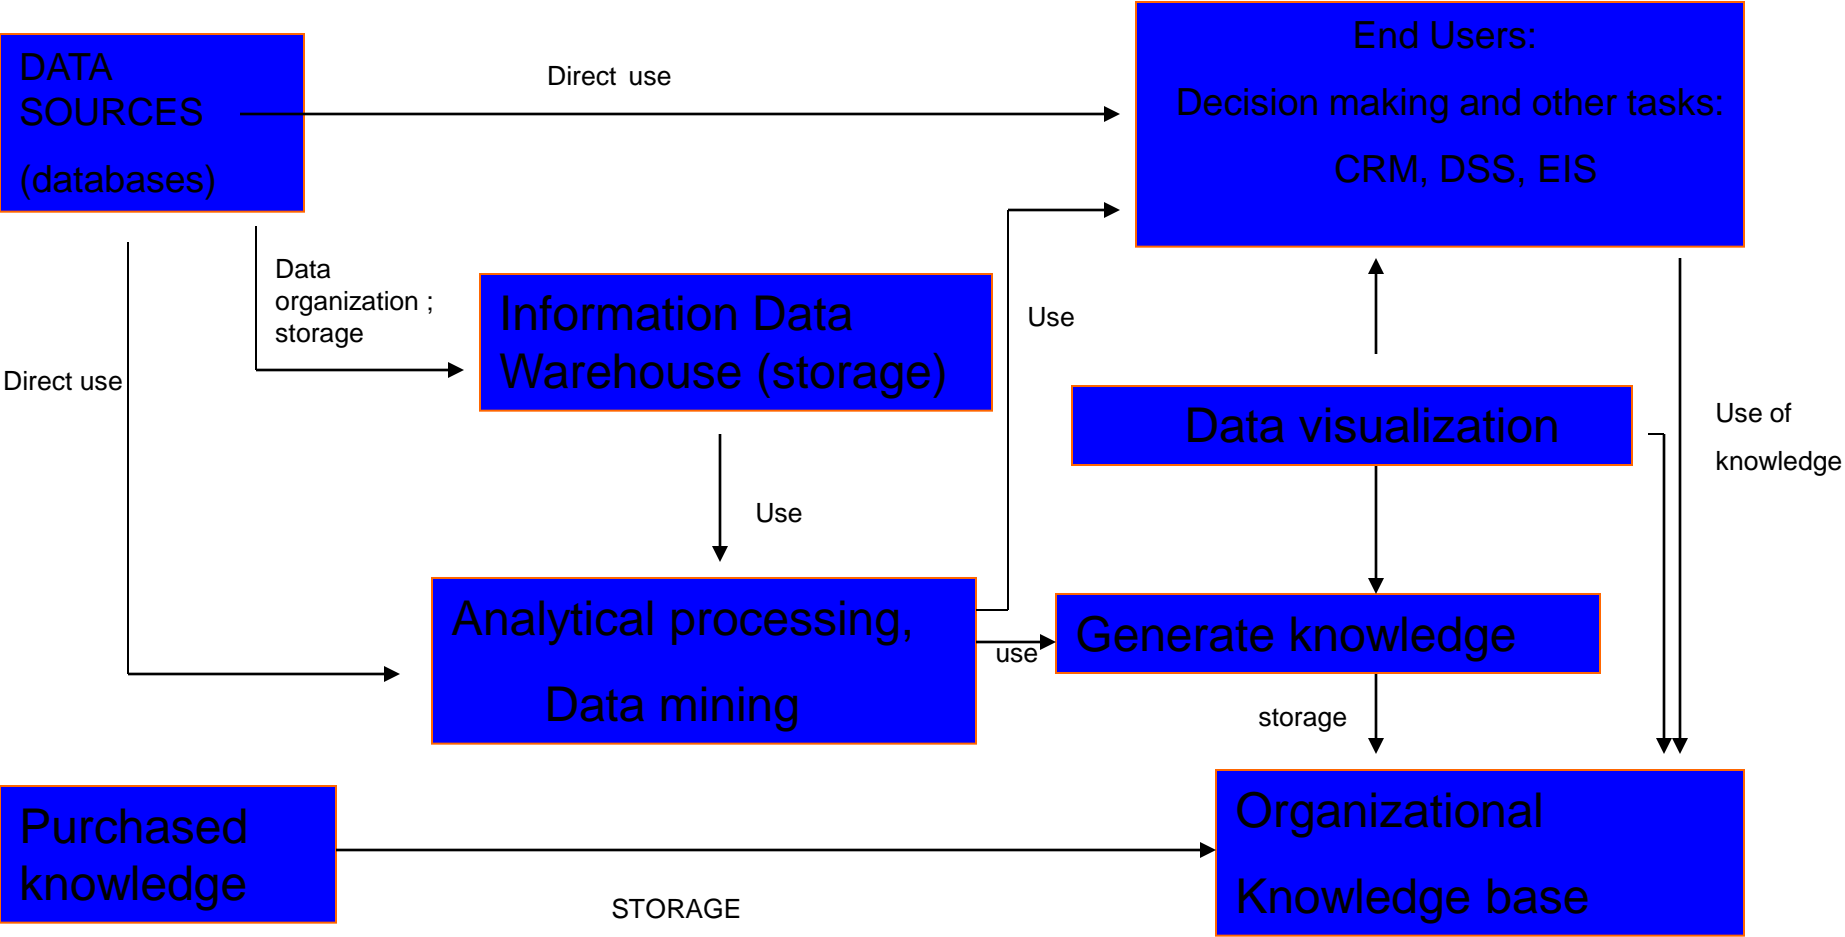 DATA
SOURCES
(databases)
Direct use
End Users:
Decision making and other tasks:
CRM, DSS, EIS
Data
organization ;
storage
Direct use
Information Data
Warehouse (storage)
Use
Use
Data visualization
Use of
knowledge
Analytical processing,
Data mining
use
Generate knowledge
storage
Purchased
knowledge
STORAGE
Organizational
Knowledge base